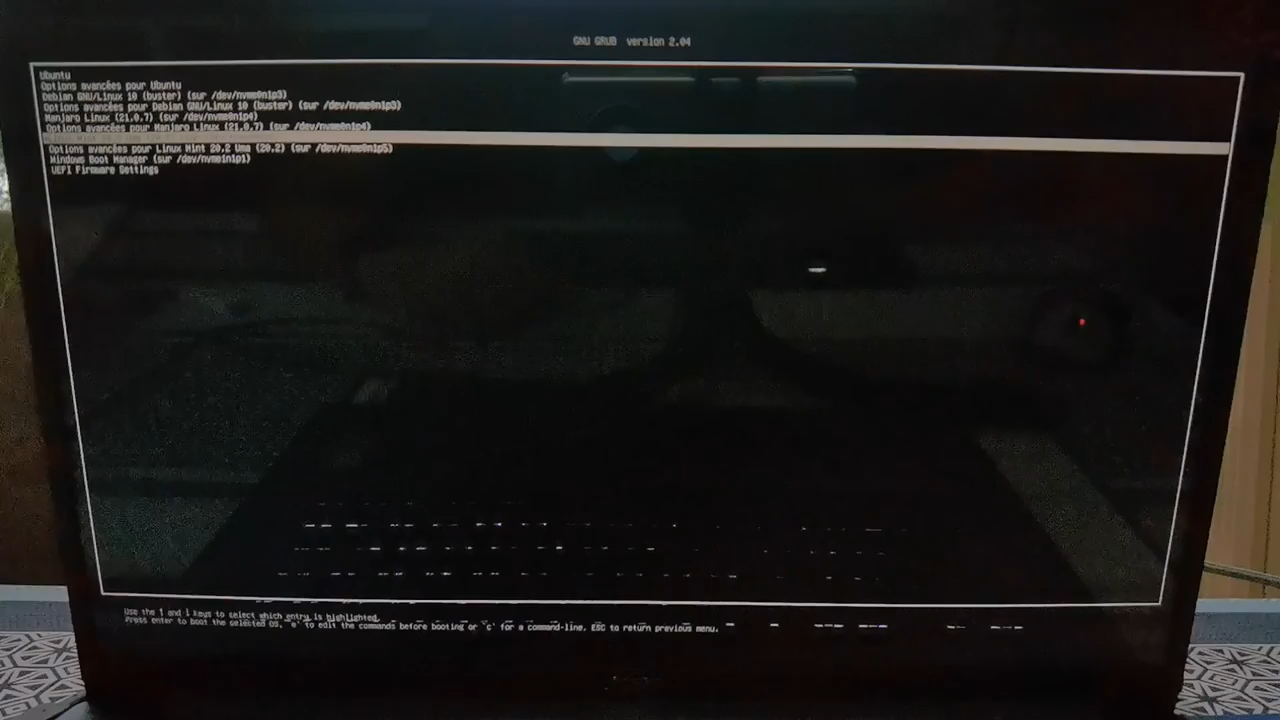 GNU GRUB version 2.04
Ubuntu
Options avancées pour Ubuntu
Debian GNU/Linux 10 (buster) (sur /dev/nvme0n1p3)
Options avancées pour Debian GNU/Linux 10 (buster) (sur /dev/nvme0n1p3)
Manjaro Linux (21.0.7) (sur /dev/nvme0n1p4)
Options avancées pour Manjaro Linux (21.0.7) (sur /dev/nvme0n1p4)
Options avancées pour Linux Mint 20.2 Uma (20.2) (sur /dev/nvme0n1p5)
Windows Boot Manager (sur /dev/nvme1n1p1)
UEFI Firmware Settings
Use the ↑ and ↓ keys to select which entry is highlighted.
Press enter to boot the selected OS, `e' to edit the commands before booting or `c' for a command-line. ESC to return previous menu.